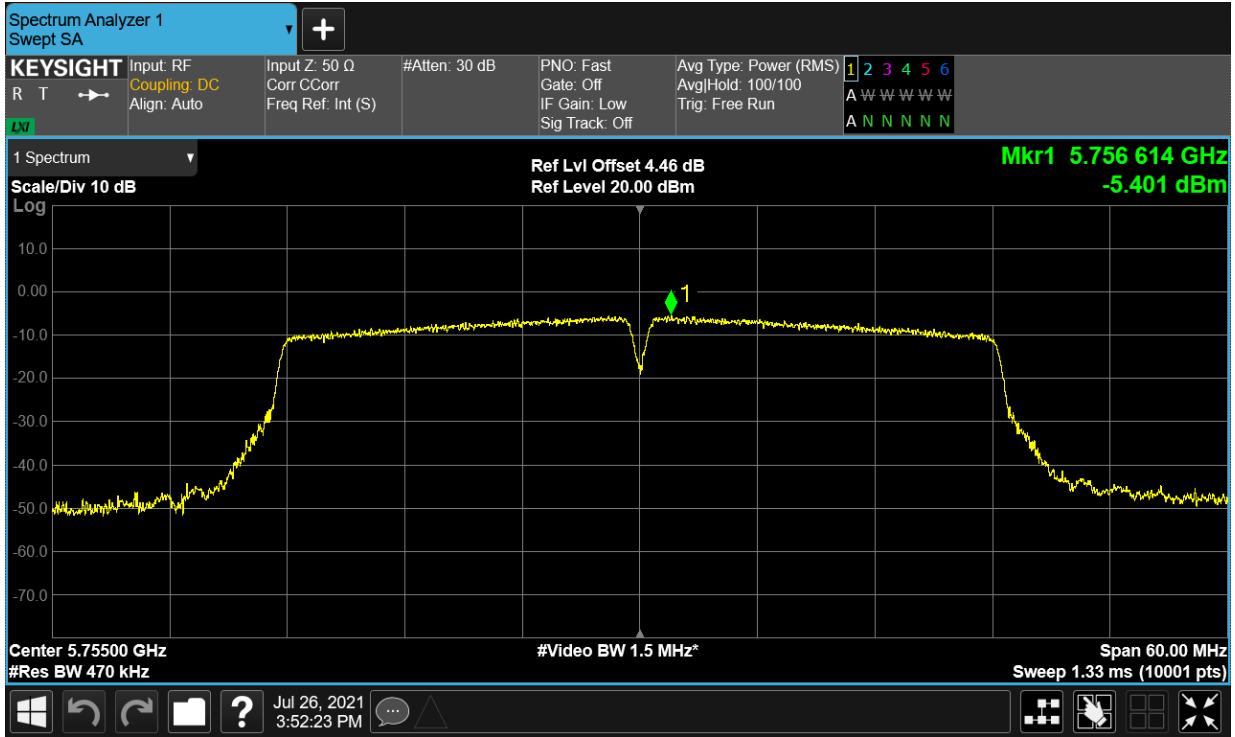 Spectrum Analyzer 1
Swept SA
KEYSIGHT
R T
LXI
Input: RF
Coupling: DC
Align: Auto
Input Z: 50 Ω
Corr CCorr
Freq Ref: Int (S)
#Atten: 30 dB
PNO: Fast
Gate: Off
IF Gain: Low
Sig Track: Off
Avg Type: Power (RMS)
Avg|Hold: 100/100
Trig: Free Run
1 2 3 4 5 6
A W W W W W
A N N N N N
1 Spectrum
Scale/Div 10 dB
Log
Ref Lvl Offset 4.46 dB
Ref Level 20.00 dBm
Mkr1 5.756 614 GHz
-5.401 dBm
10.0
0.00
1
-10.0
-20.0
-30.0
-40.0
-50.0
-60.0
-70.0
Center 5.75500 GHz
#Video BW 1.5 MHz*
Span 60.00 MHz
#Res BW 470 kHz
Sweep 1.33 ms (10001 pts)
?
Jul 26, 2021
3:52:23 PM